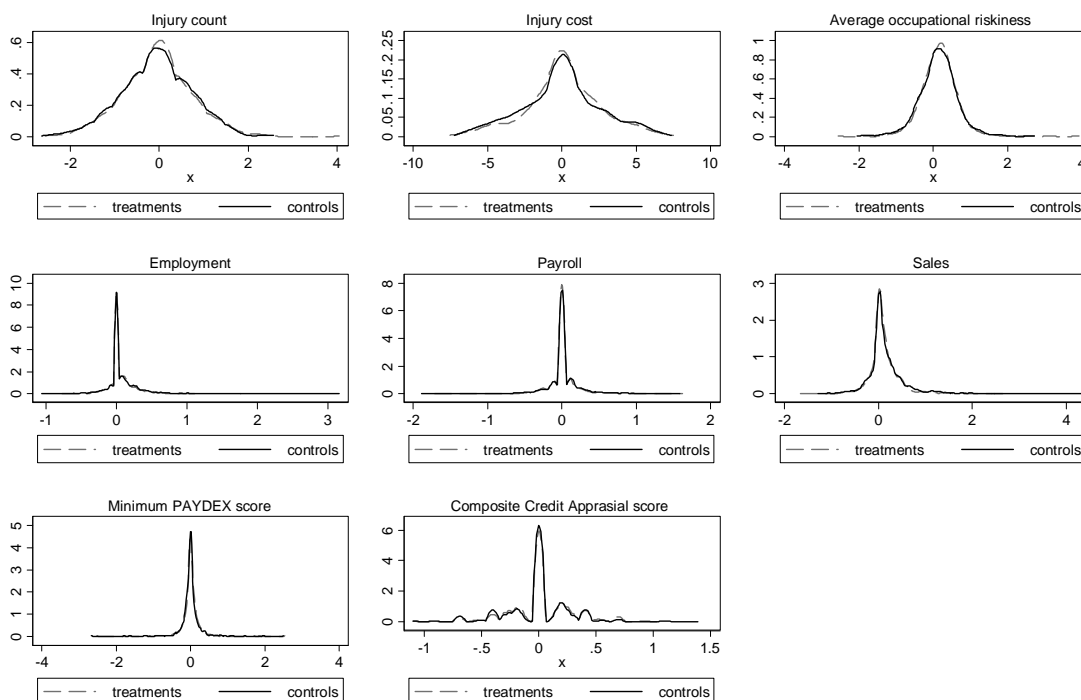 Injury count
0 .2 .4 .6
-2 0 2 4
x
treatments controls
Injury cost
0 .05 .1 .15 .2 .25
-10 -5 0 5 10
x
treatments controls
Average occupational riskiness
0 .2 .4 .6 .8 1
-4 -2 0 2 4
x
treatments controls
Employment
0 2 4 6 8 10
-1 0 1 2 3
treatments controls
Payroll
0 2 4 6 8
-2 -1 0 1 2
treatments controls
Sales
0 1 2 3
-2 0 2 4
treatments controls
Minimum PAYDEX score
0 1 2 3 4 5
-4 -2 0 2 4
treatments controls
Composite Credit Apprasial score
0 2 4 6
-1 -.5 0 .5 1 1.5
x
treatments controls